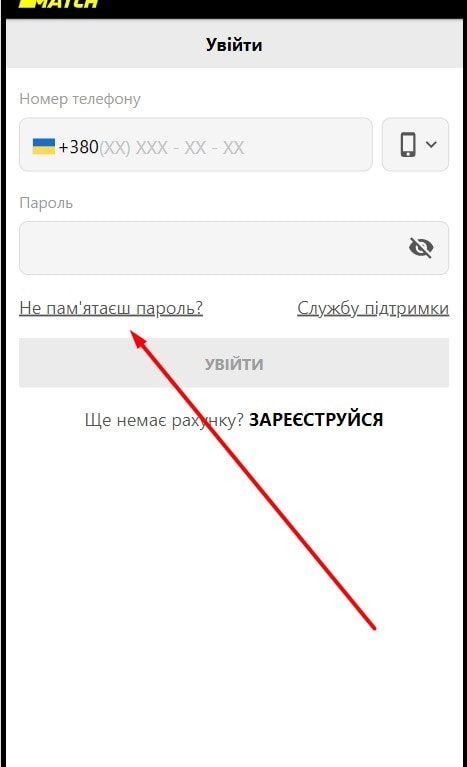 MATCH
Увійти
Номер телефону
+380(XX) XXX - XX - XX
Пароль
Не пам'ятаєш пароль? Службу підтримки
УВІЙТИ
Ще немає рахунку? ЗАРЕЄСТРУЙСЯ